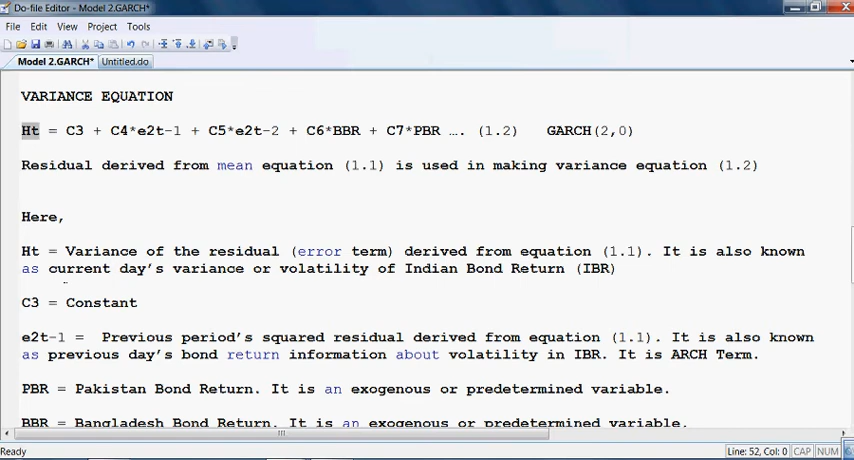 Do-file Editor - Model 2.GARCH*
File Edit View Project Tools
Model 2.GARCH* Untitled.do
VARIANCE EQUATION
Ht = C3 + C4*e2t-1 + C5*e2t-2 + C6*BBR + C7*PBR …. (1.2) GARCH(2,0)
Residual derived from mean equation (1.1) is used in making variance equation (1.2)
Here,
Ht = Variance of the residual (error term) derived from equation (1.1). It is also known
as current day's variance or volatility of Indian Bond Return (IBR)
C3 = Constant
e2t-1 = Previous period's squared residual derived from equation (1.1). It is also known
as previous day's bond return information about volatility in IBR. It is ARCH Term.
PBR = Pakistan Bond Return. It is an exogenous or predetermined variable.
BBR = Bangladesh Bond Return. It is an exogenous or predetermined variable.
Ready Line: 52, Col: 0 CAP NUM